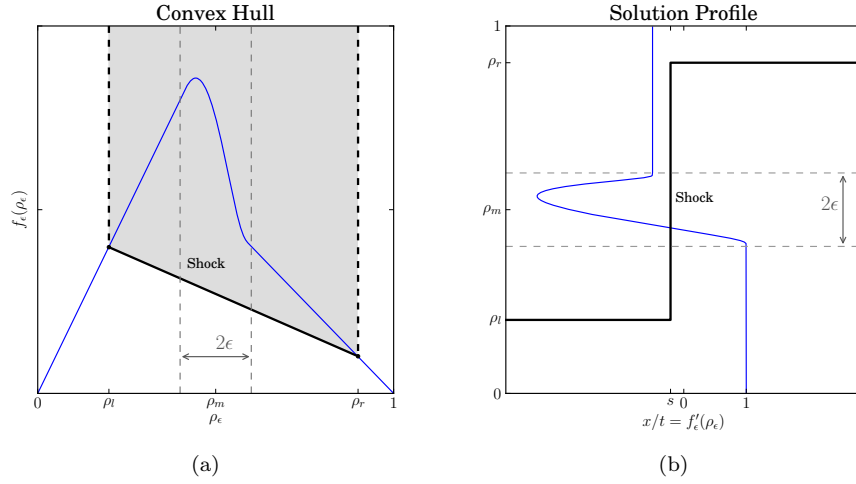 Convex Hull
f_ϵ(ρ_ϵ)
Shock
2ϵ
0
ρ_l
ρ_m
ρ_r
1
ρ_ϵ
(a)
Solution Profile
1
ρ_r
ρ_m
ρ_l
0
Shock
2ϵ
s
0
1
x/t = f′_ϵ(ρ_ϵ)
(b)